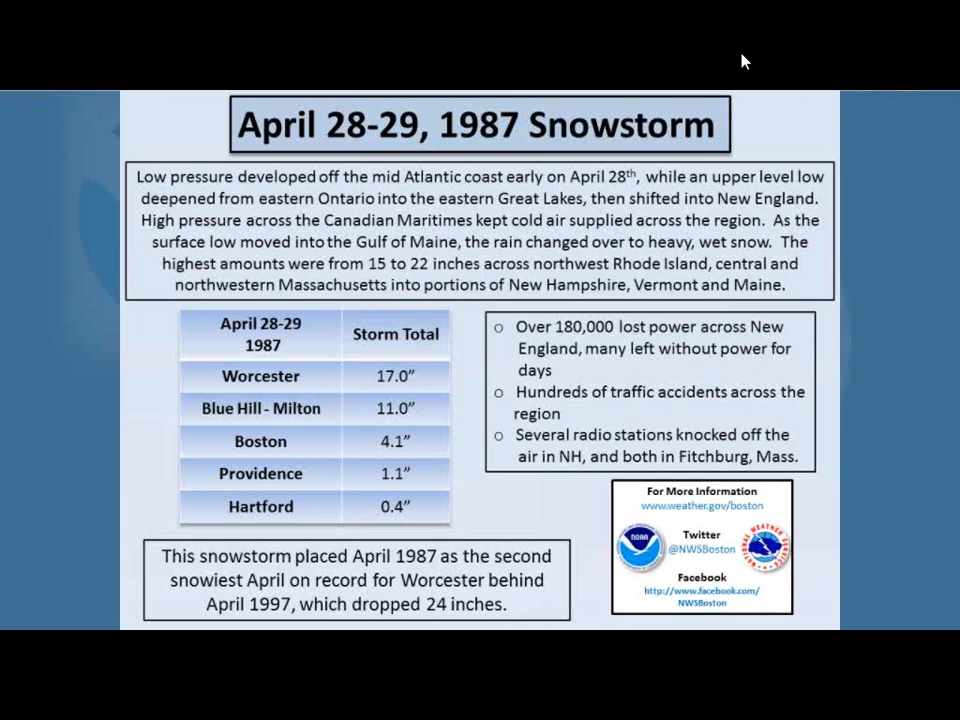 April 28-29, 1987 Snowstorm
Low pressure developed off the mid Atlantic coast early on April 28th, while an upper level low
deepened from eastern Ontario into the eastern Great Lakes, then shifted into New England.
High pressure across the Canadian Maritimes kept cold air supplied across the region. As the
surface low moved into the Gulf of Maine, the rain changed over to heavy, wet snow. The
highest amounts were from 15 to 22 inches across northwest Rhode Island, central and
northwestern Massachusetts into portions of New Hampshire, Vermont and Maine.
April 28-29
1987
Storm Total
Worcester 17.0”
Blue Hill - Milton 11.0”
Boston 4.1”
Providence 1.1”
Hartford 0.4”
o Over 180,000 lost power across New
England, many left without power for
days
o Hundreds of traffic accidents across the
region
o Several radio stations knocked off the
air in NH, and both in Fitchburg, Mass.
This snowstorm placed April 1987 as the second
snowiest April on record for Worcester behind
April 1997, which dropped 24 inches.
For More Information
www.weather.gov/boston
Twitter
@NWSBoston
Facebook
http://www.facebook.com/
NWSBoston
NOAA
NATIONAL WEATHER SERVICE